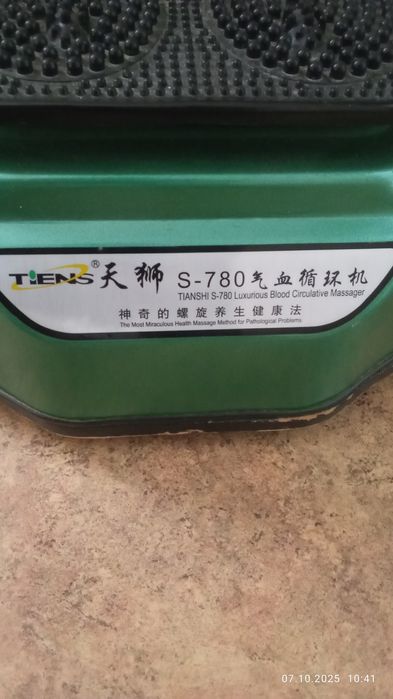 TIENS® 天狮 S-780 气血循环机
TIANSHI S-780 Luxurious Blood Circulative Massager
神奇的螺旋养生健康法
The Most Miraculous Health Massage Method for Pathological Problems
07.10.2025 10:41